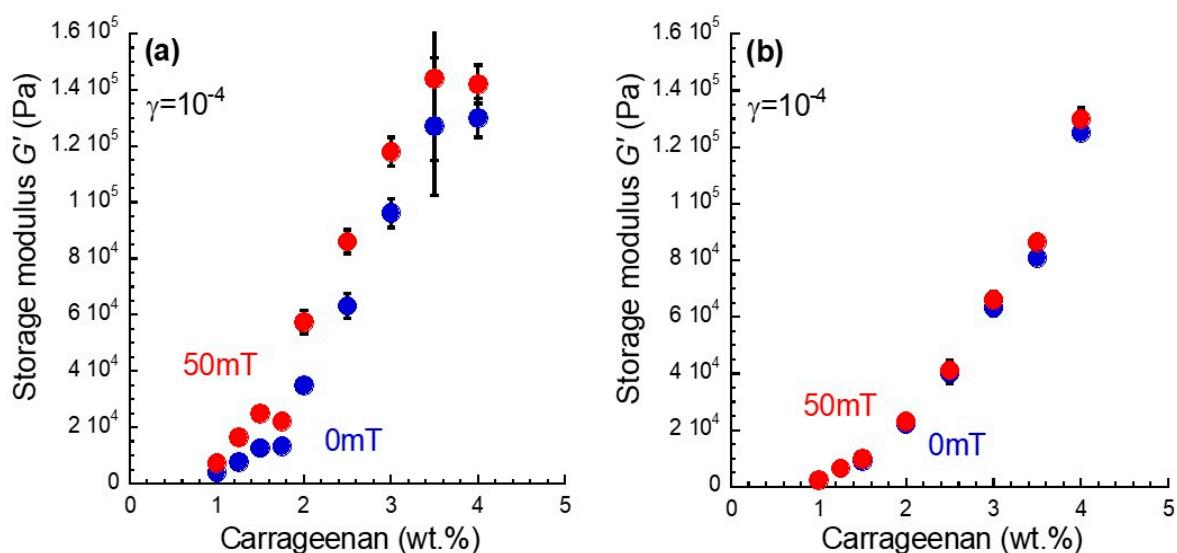 (a)
γ=10⁻⁴
Storage modulus G′ (Pa)
1.6 10⁵
1.4 10⁵
1.2 10⁵
1 10⁵
8 10⁴
6 10⁴
4 10⁴
2 10⁴
0
50mT
0mT
0 1 2 3 4 5
Carrageenan (wt.%)
(b)
γ=10⁻⁴
Storage modulus G′ (Pa)
1.6 10⁵
1.4 10⁵
1.2 10⁵
1 10⁵
8 10⁴
6 10⁴
4 10⁴
2 10⁴
0
50mT
0mT
0 1 2 3 4 5
Carrageenan (wt.%)